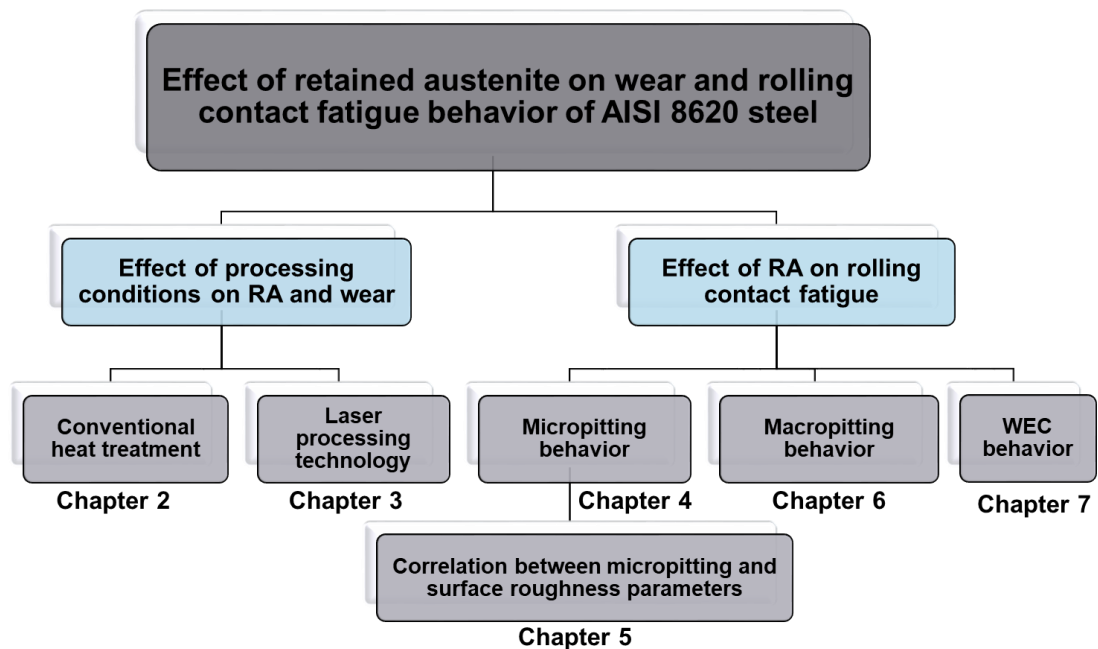 Effect of retained austenite on wear and rolling
contact fatigue behavior of AISI 8620 steel
Effect of processing
conditions on RA and wear
Effect of RA on rolling
contact fatigue
Conventional
heat treatment
Chapter 2
Laser
processing
technology
Chapter 3
Micropitting
behavior
Chapter 4
Macropitting
behavior
Chapter 6
WEC
behavior
Chapter 7
Correlation between micropitting and
surface roughness parameters
Chapter 5